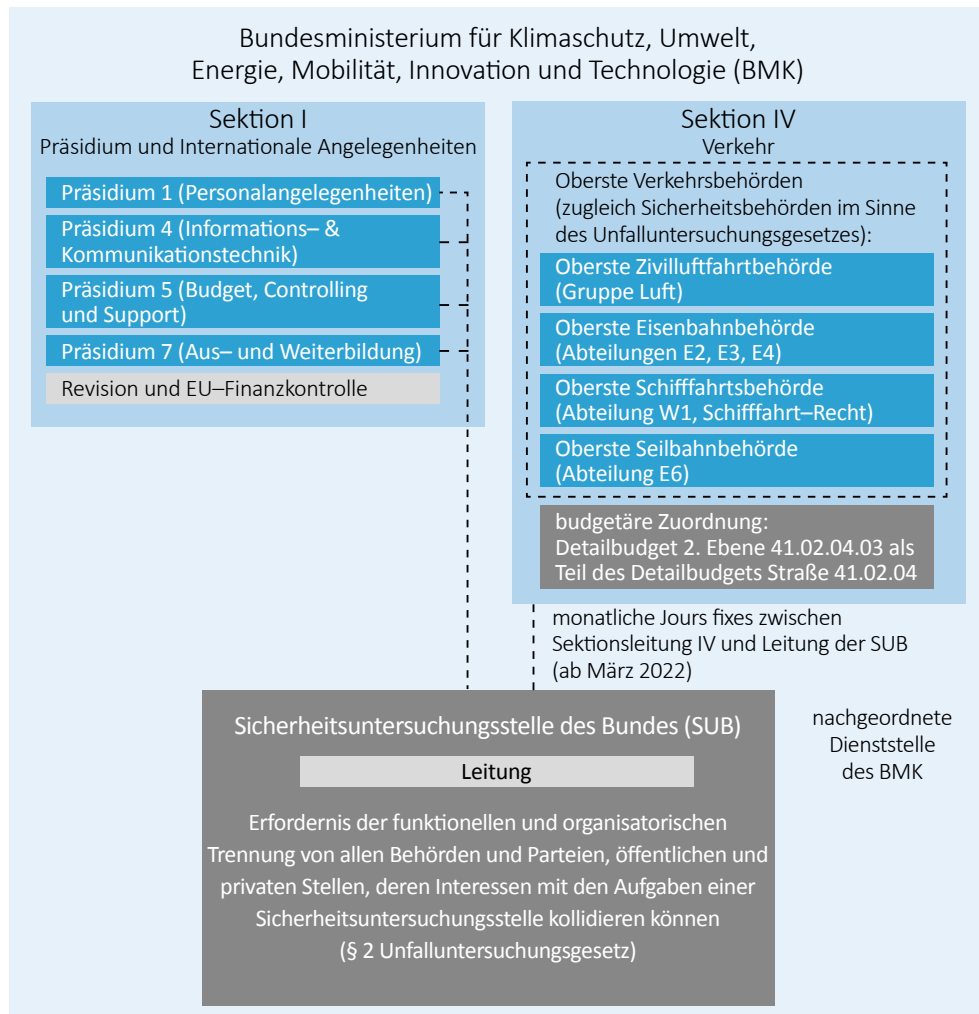 Bundesministerium für Klimaschutz, Umwelt,
Energie, Mobilität, Innovation und Technologie (BMK)
Sektion I
Präsidium und Internationale Angelegenheiten
Präsidium 1 (Personalangelegenheiten)
Präsidium 4 (Informations– &
Kommunikationstechnik)
Präsidium 5 (Budget, Controlling
und Support)
Präsidium 7 (Aus– und Weiterbildung)
Revision und EU–Finanzkontrolle
Sektion IV
Verkehr
Oberste Verkehrsbehörden
(zugleich Sicherheitsbehörden im Sinne
des Unfalluntersuchungsgesetzes):
Oberste Zivilluftfahrtbehörde
(Gruppe Luft)
Oberste Eisenbahnbehörde
(Abteilungen E2, E3, E4)
Oberste Schifffahrtsbehörde
(Abteilung W1, Schifffahrt–Recht)
Oberste Seilbahnbehörde
(Abteilung E6)
budgetäre Zuordnung:
Detailbudget 2. Ebene 41.02.04.03 als
Teil des Detailbudgets Straße 41.02.04
monatliche Jours fixes zwischen
Sektionsleitung IV und Leitung der SUB
(ab März 2022)
Sicherheitsuntersuchungsstelle des Bundes (SUB)
Leitung
Erfordernis der funktionellen und organisatorischen
Trennung von allen Behörden und Parteien, öffentlichen und
privaten Stellen, deren Interessen mit den Aufgaben einer
Sicherheitsuntersuchungsstelle kollidieren können
(§ 2 Unfalluntersuchungsgesetz)
nachgeordnete
Dienststelle
des BMK